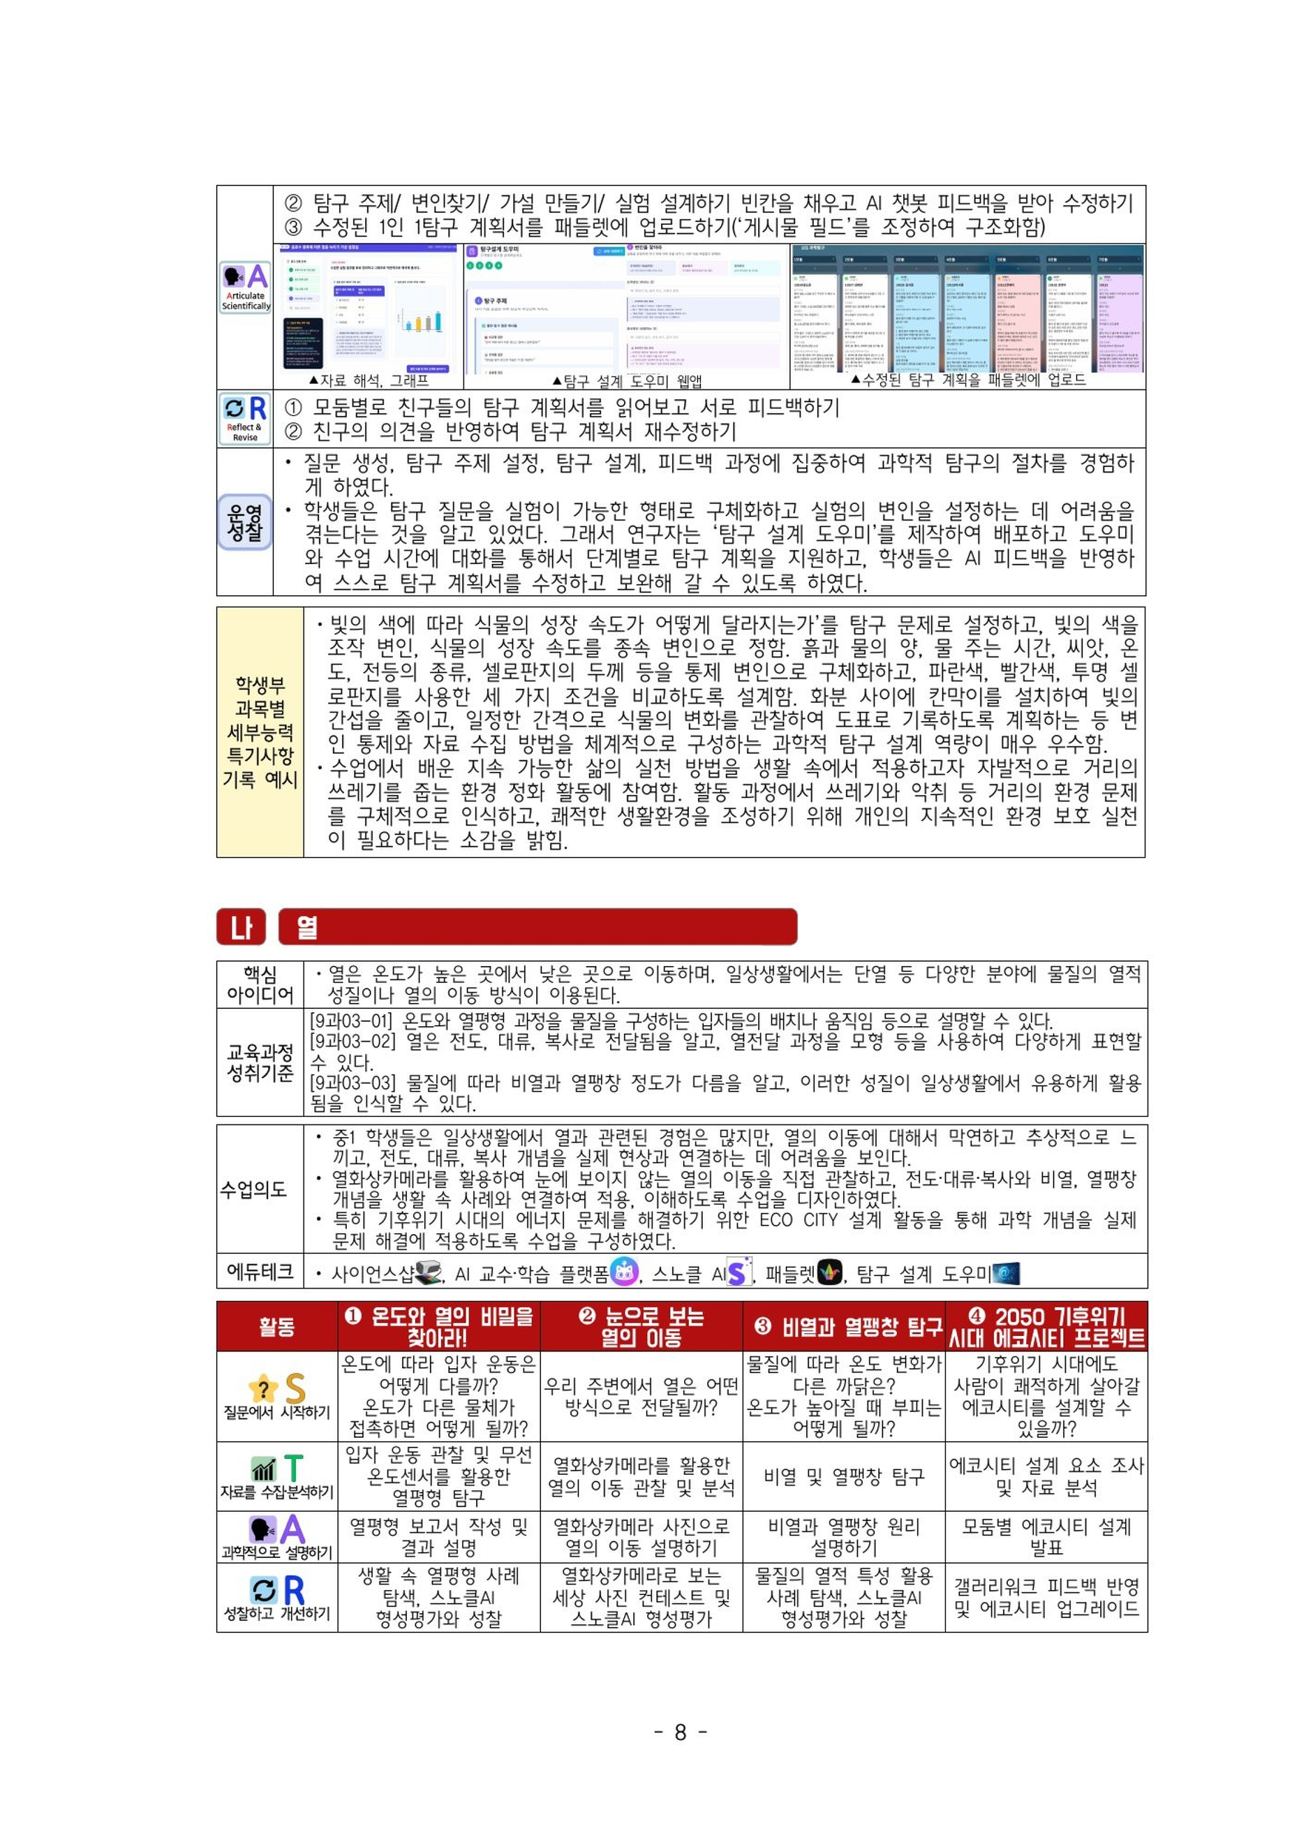 ② 탐구 주제/ 변인찾기/ 가설 만들기/ 실험 설계하기 빈칸을 채우고 AI 챗봇 피드백을 받아 수정하기
③ 수정된 1인 1탐구 계획서를 패들렛에 업로드하기(‘게시물 필드’를 조정하여 구조화함)
A
Articulate
Scientifically
탐구설계 도우미
탐구 주제
▲자료 해석, 그래프
▲탐구 설계 도우미 웹앱
▲수정된 탐구 계획을 패들렛에 업로드
R
Reflect &
Revise
① 모둠별로 친구들의 탐구 계획서를 읽어보고 서로 피드백하기
② 친구의 의견을 반영하여 탐구 계획서 재수정하기
운영
성찰
• 질문 생성, 탐구 주제 설정, 탐구 설계, 피드백 과정에 집중하여 과학적 탐구의 절차를 경험하
게 하였다.
• 학생들은 탐구 질문을 실험이 가능한 형태로 구체화하고 실험의 변인을 설정하는 데 어려움을
겪는다는 것을 알고 있었다. 그래서 연구자는 ‘탐구 설계 도우미’를 제작하여 배포하고 도우미
와 수업 시간에 대화를 통해서 단계별로 탐구 계획을 지원하고, 학생들은 AI 피드백을 반영하
여 스스로 탐구 계획서를 수정하고 보완해 갈 수 있도록 하였다.
학생부
과목별
세부능력
특기사항
기록 예시
• 빛의 색에 따라 식물의 성장 속도가 어떻게 달라지는가’를 탐구 문제로 설정하고, 빛의 색을
조작 변인, 식물의 성장 속도를 종속 변인으로 정함. 흙과 물의 양, 물 주는 시간, 씨앗, 온
도, 전등의 종류, 셀로판지의 두께 등을 통제 변인으로 구체화하고, 파란색, 빨간색, 투명 셀
로판지를 사용한 세 가지 조건을 비교하도록 설계함. 화분 사이에 칸막이를 설치하여 빛의
간섭을 줄이고, 일정한 간격으로 식물의 변화를 관찰하여 도표로 기록하도록 계획하는 등 변
인 통제와 자료 수집 방법을 체계적으로 구성하는 과학적 탐구 설계 역량이 매우 우수함.
• 수업에서 배운 지속 가능한 삶의 실천 방법을 생활 속에서 적용하고자 자발적으로 거리의
쓰레기를 줍는 환경 정화 활동에 참여함. 활동 과정에서 쓰레기와 악취 등 거리의 환경 문제
를 구체적으로 인식하고, 쾌적한 생활환경을 조성하기 위해 개인의 지속적인 환경 보호 실천
이 필요하다는 소감을 밝힘.
나 열
핵심
아이디어
• 열은 온도가 높은 곳에서 낮은 곳으로 이동하며, 일상생활에서는 단열 등 다양한 분야에 물질의 열적
성질이나 열의 이동 방식이 이용된다.
교육과정
성취기준
[9과03-01] 온도와 열평형 과정을 물질을 구성하는 입자들의 배치나 움직임 등으로 설명할 수 있다.
[9과03-02] 열은 전도, 대류, 복사로 전달됨을 알고, 열전달 과정을 모형 등을 사용하여 다양하게 표현할
수 있다.
[9과03-03] 물질에 따라 비열과 열팽창 정도가 다름을 알고, 이러한 성질이 일상생활에서 유용하게 활용
됨을 인식할 수 있다.
수업의도
• 중1 학생들은 일상생활에서 열과 관련된 경험은 많지만, 열의 이동에 대해서 막연하고 추상적으로 느
끼고, 전도, 대류, 복사 개념을 실제 현상과 연결하는 데 어려움을 보인다.
• 열화상카메라를 활용하여 눈에 보이지 않는 열의 이동을 직접 관찰하고, 전도·대류·복사와 비열, 열팽창
개념을 생활 속 사례와 연결하여 적용, 이해하도록 수업을 디자인하였다.
• 특히 기후위기 시대의 에너지 문제를 해결하기 위한 ECO CITY 설계 활동을 통해 과학 개념을 실제
문제 해결에 적용하도록 수업을 구성하였다.
에듀테크
• 사이언스샵, AI 교수·학습 플랫폼, 스노클 AI S, 패들렛, 탐구 설계 도우미
활동
❶ 온도와 열의 비밀을
찾아라!
❷ 눈으로 보는
열의 이동
❸ 비열과 열팽창 탐구
❹ 2050 기후위기
시대 에코시티 프로젝트
? S
질문에서 시작하기
온도에 따라 입자 운동은
어떻게 다를까?
온도가 다른 물체가
접촉하면 어떻게 될까?
우리 주변에서 열은 어떤
방식으로 전달될까?
물질에 따라 온도 변화가
다른 까닭은?
온도가 높아질 때 부피는
어떻게 될까?
기후위기 시대에도
사람이 쾌적하게 살아갈
에코시티를 설계할 수
있을까?
T
자료를 수집·분석하기
입자 운동 관찰 및 무선
온도센서를 활용한
열평형 탐구
열화상카메라를 활용한
열의 이동 관찰 및 분석
비열 및 열팽창 탐구
에코시티 설계 요소 조사
및 자료 분석
A
과학적으로 설명하기
열평형 보고서 작성 및
결과 설명
열화상카메라 사진으로
열의 이동 설명하기
비열과 열팽창 원리
설명하기
모둠별 에코시티 설계
발표
R
성찰하고 개선하기
생활 속 열평형 사례
탐색, 스노클AI
형성평가와 성찰
열화상카메라로 보는
세상 사진 컨테스트 및
스노클AI 형성평가
물질의 열적 특성 활용
사례 탐색, 스노클AI
형성평가와 성찰
갤러리워크 피드백 반영
및 에코시티 업그레이드
- 8 -